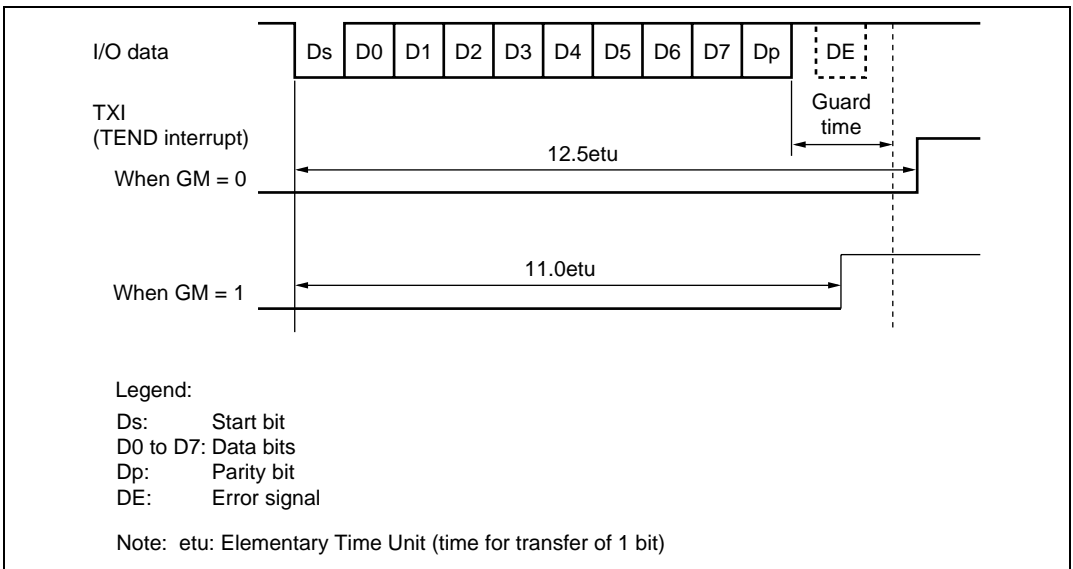 I/O data
Ds D0 D1 D2 D3 D4 D5 D6 D7 Dp DE
Guard
time
TXI
(TEND interrupt)
12.5etu
When GM = 0
11.0etu
When GM = 1
Legend:
Ds: Start bit
D0 to D7: Data bits
Dp: Parity bit
DE: Error signal
Note: etu: Elementary Time Unit (time for transfer of 1 bit)